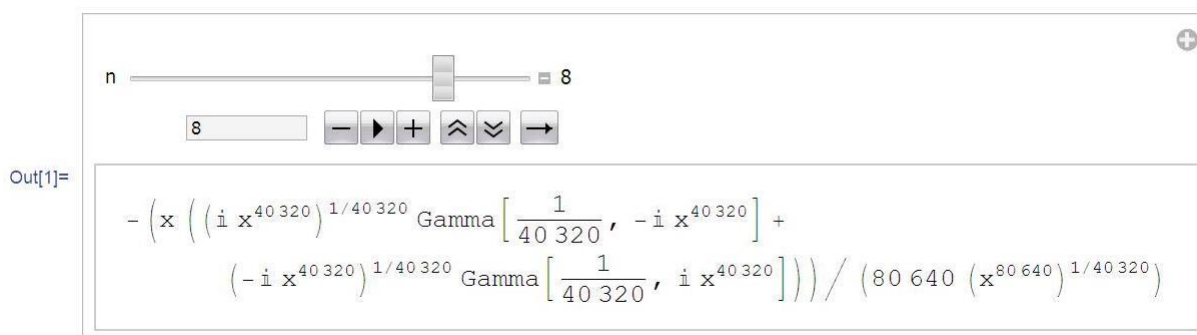 n 8
8
Out[1]=
- (x ((i x^40 320)^1/40 320 Gamma[1/40 320, -i x^40 320] +
(-i x^40 320)^1/40 320 Gamma[1/40 320, i x^40 320])) / (80 640 (x^80 640)^1/40 320)